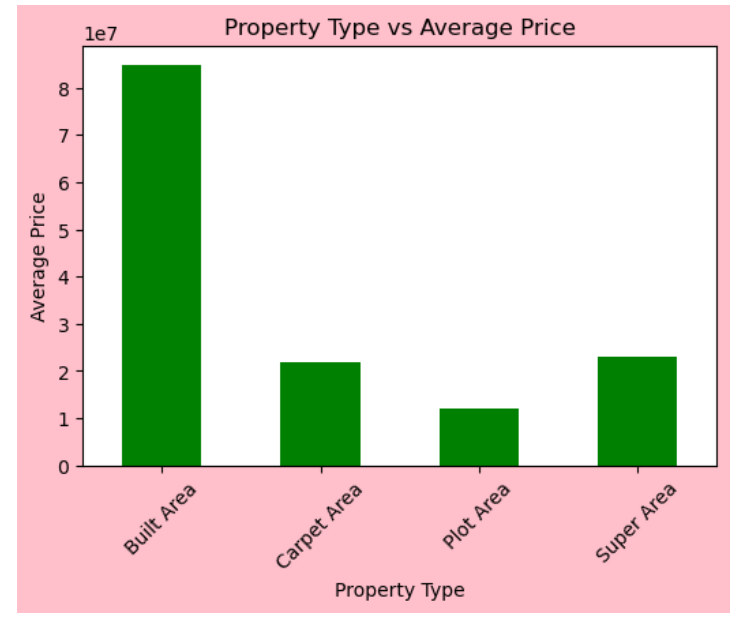 Property Type vs Average Price
1e7
8
7
6
5
4
3
2
1
0
Average Price
Built Area
Carpet Area
Plot Area
Super Area
Property Type